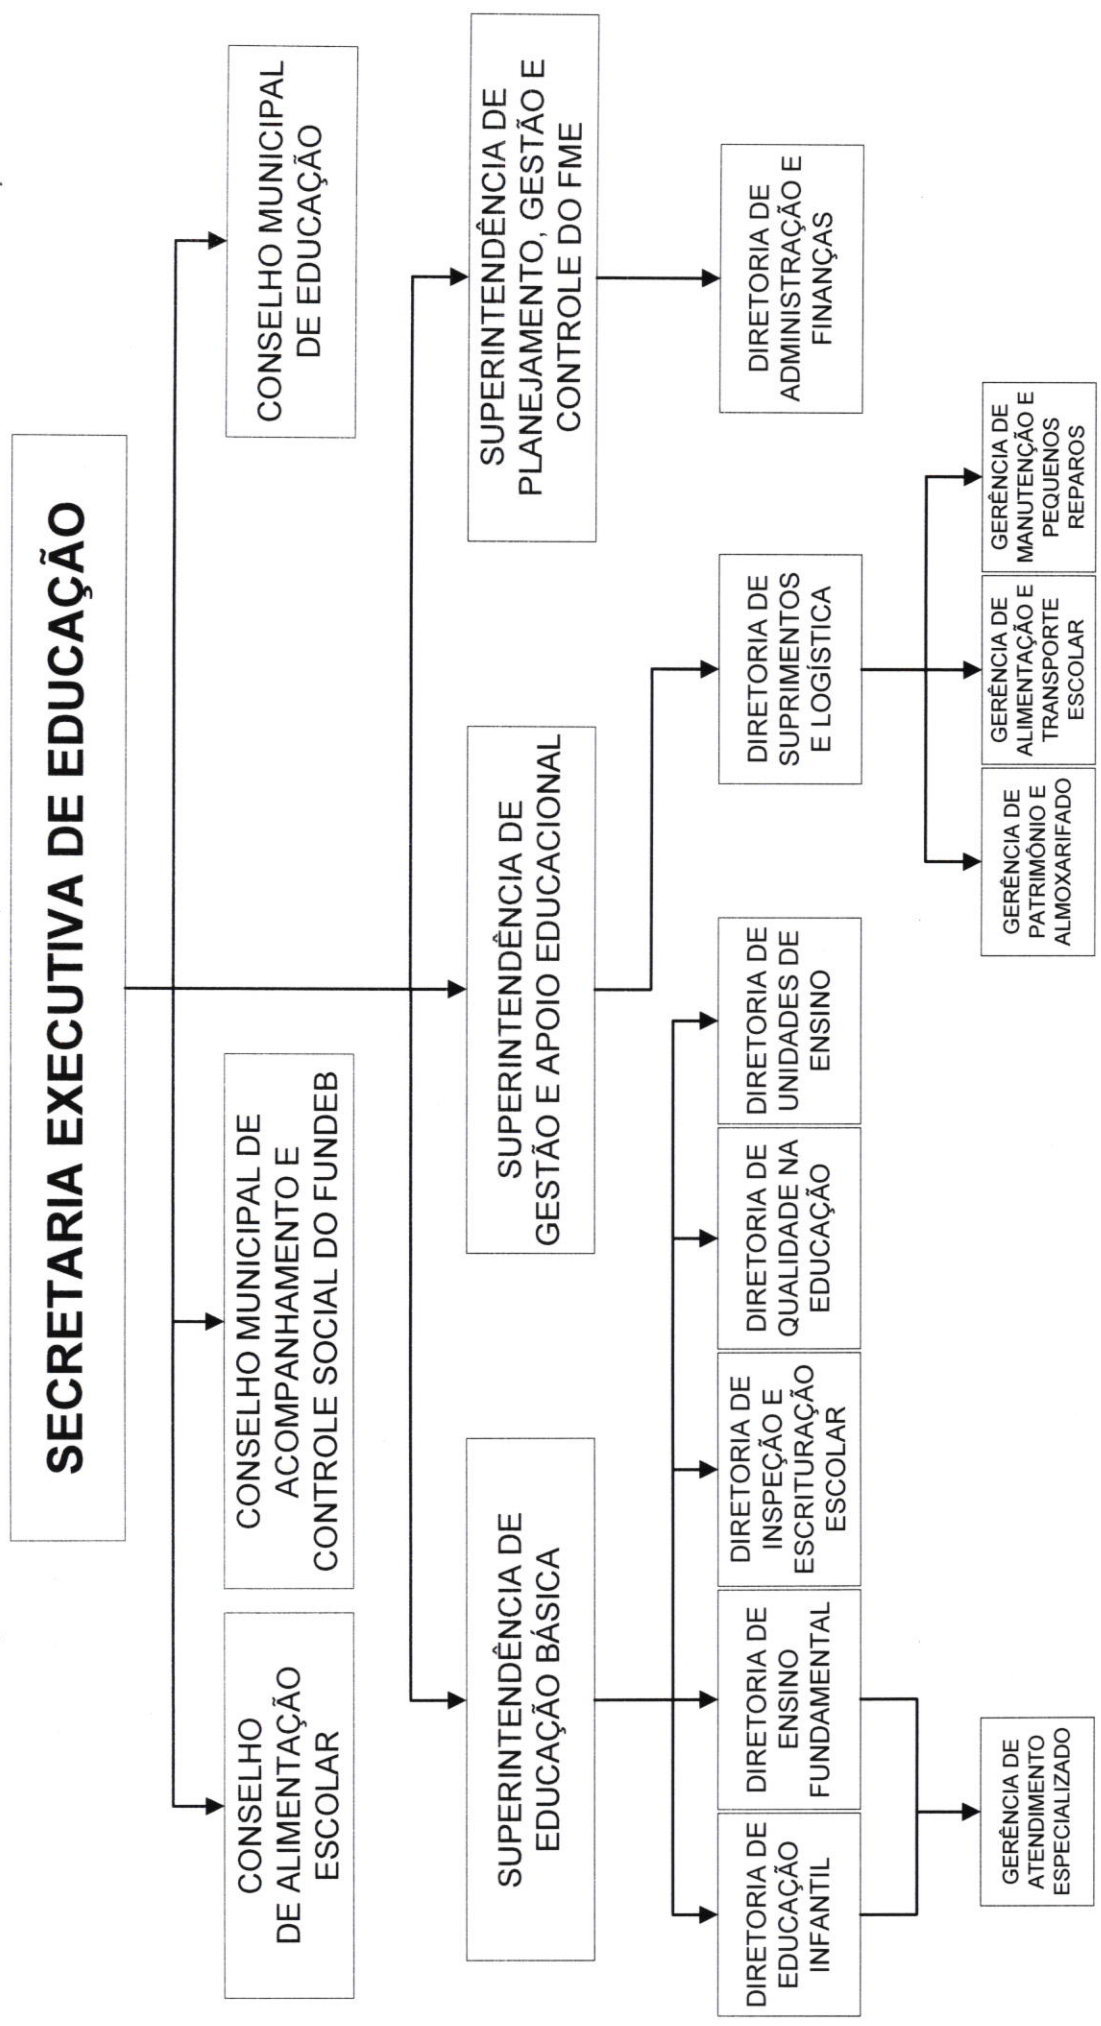 SECRETARIA EXECUTIVA DE EDUCAÇÃO
CONSELHO
DE ALIMENTAÇÃO
ESCOLAR
CONSELHO MUNICIPAL DE
ACOMPANHAMENTO E
CONTROLE SOCIAL DO FUNDEB
CONSELHO MUNICIPAL
DE EDUCAÇÃO
SUPERINTENDÊNCIA DE
EDUCAÇÃO BÁSICA
SUPERINTENDÊNCIA DE
GESTÃO E APOIO EDUCACIONAL
SUPERINTENDÊNCIA DE
PLANEJAMENTO, GESTÃO E
CONTROLE DO FME
DIRETORIA DE
EDUCAÇÃO
INFANTIL
DIRETORIA DE
ENSINO
FUNDAMENTAL
DIRETORIA DE
INSPEÇÃO E
ESCRITURAÇÃO
ESCOLAR
DIRETORIA DE
QUALIDADE NA
EDUCAÇÃO
DIRETORIA DE
UNIDADES DE
ENSINO
DIRETORIA DE
SUPRIMENTOS
E LOGÍSTICA
DIRETORIA DE
ADMINISTRAÇÃO E
FINANÇAS
GERÊNCIA DE
ATENDIMENTO
ESPECIALIZADO
GERÊNCIA DE
PATRIMÔNIO E
ALMOXARIFADO
GERÊNCIA DE
ALIMENTAÇÃO E
TRANSPORTE
ESCOLAR
GERÊNCIA DE
MANUTENÇÃO E
PEQUENOS
REPAROS